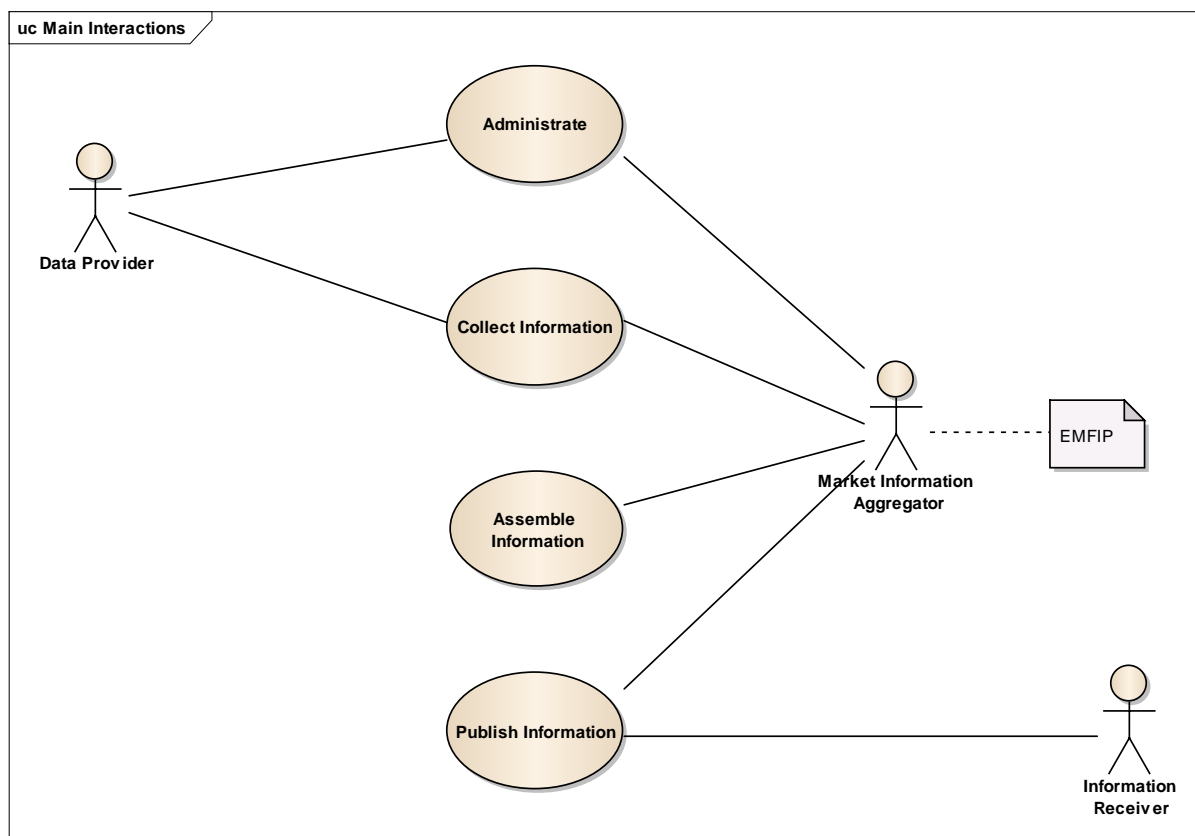 uc Main Interactions
Administrate
Data Provider
Collect Information
EMFIP
Market Information
Aggregator
Assemble
Information
Publish Information
Information
Receiver